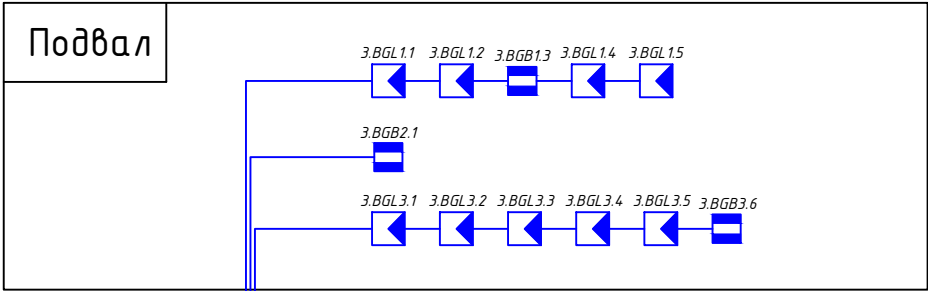 Подвал
3.BGL1.1 3.BGL1.2 3.BGB1.3 3.BGL1.4 3.BGL1.5
3.BGB2.1
3.BGL3.1 3.BGL3.2 3.BGL3.3 3.BGL3.4 3.BGL3.5 3.BGB3.6